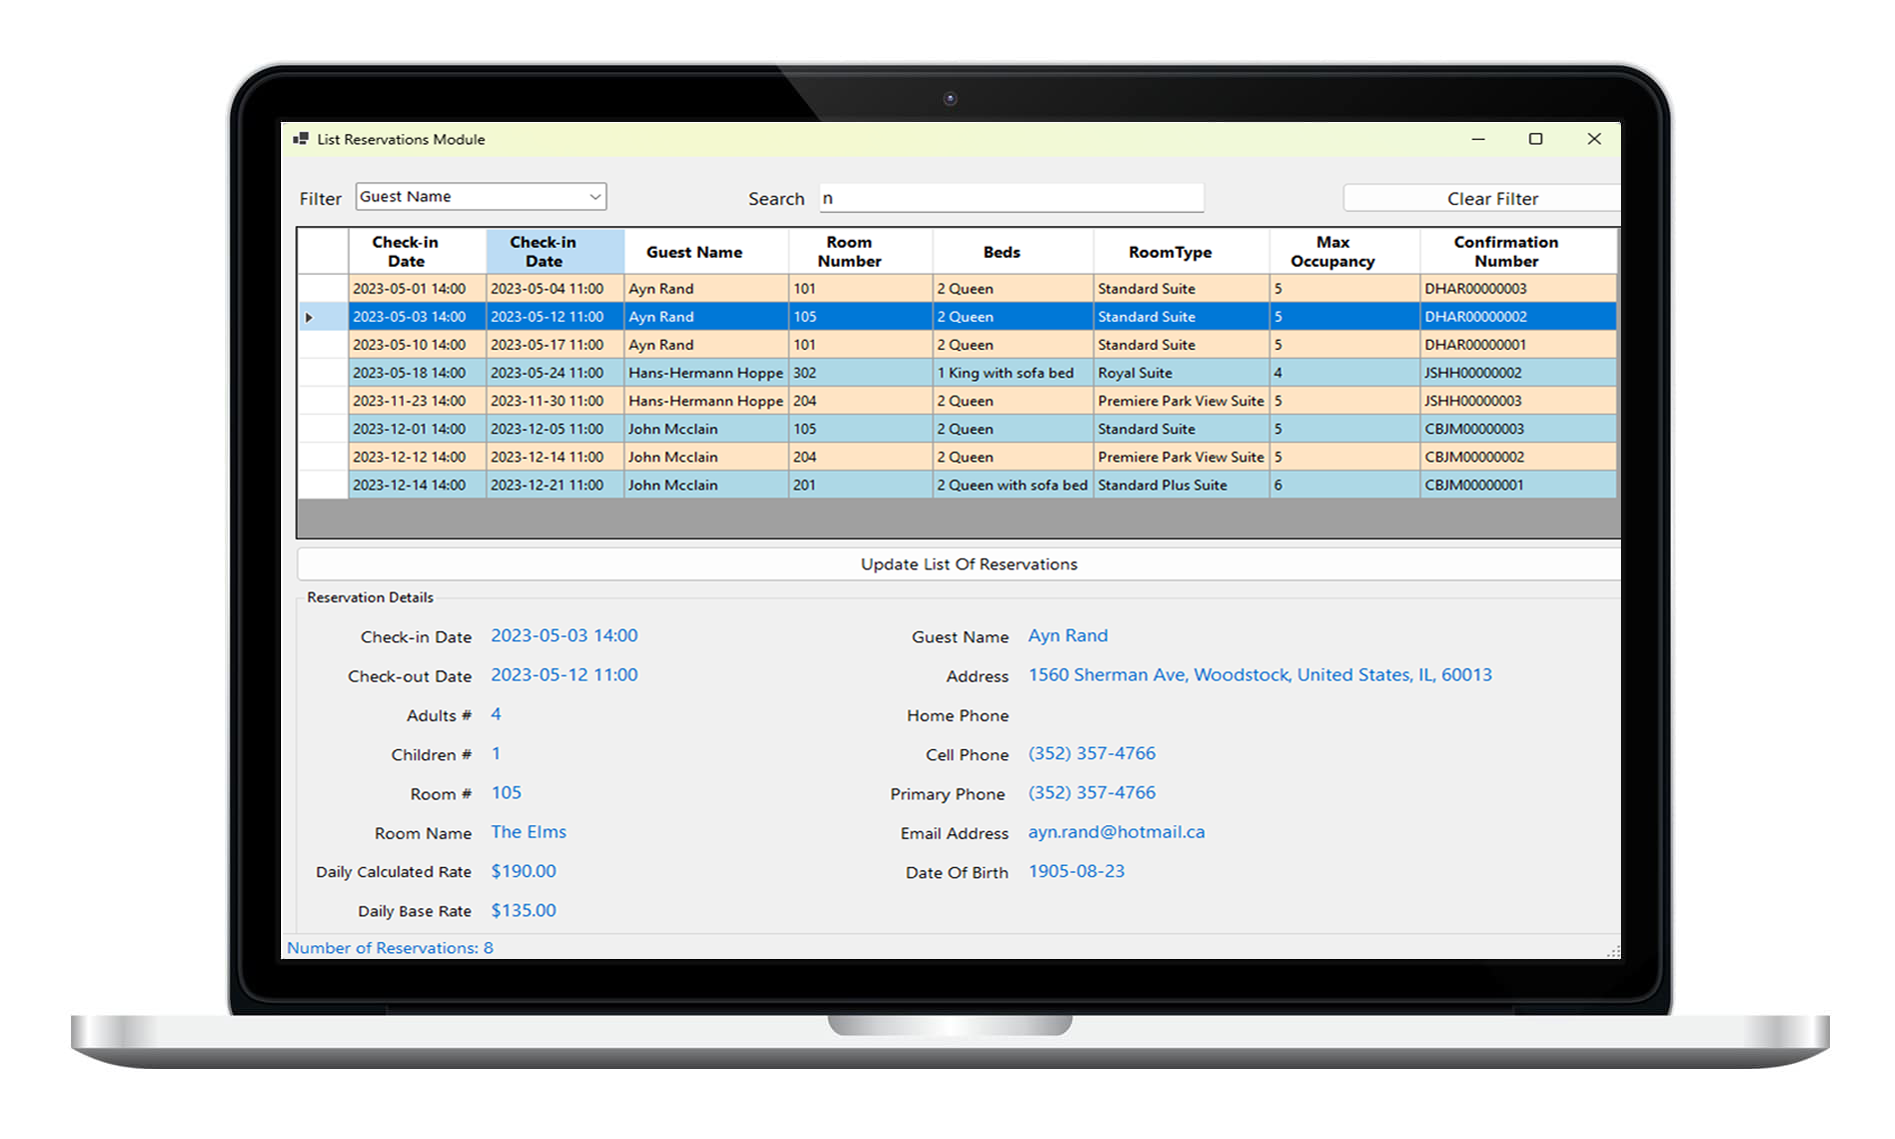 List Reservations Module
Filter Guest Name Search n Clear Filter
Check-in Date Check-in Date Guest Name Room Number Beds RoomType Max Occupancy Confirmation Number
2023-05-01 14:00 2023-05-04 11:00 Ayn Rand 101 2 Queen Standard Suite 5 DHAR00000003
2023-05-03 14:00 2023-05-12 11:00 Ayn Rand 105 2 Queen Standard Suite 5 DHAR00000002
2023-05-10 14:00 2023-05-17 11:00 Ayn Rand 101 2 Queen Standard Suite 5 DHAR00000001
2023-05-18 14:00 2023-05-24 11:00 Hans-Hermann Hoppe 302 1 King with sofa bed Royal Suite 4 JSHH00000002
2023-11-23 14:00 2023-11-30 11:00 Hans-Hermann Hoppe 204 2 Queen Premiere Park View Suite 5 JSHH00000003
2023-12-01 14:00 2023-12-05 11:00 John Mcclain 105 2 Queen Standard Suite 5 CBJM00000003
2023-12-12 14:00 2023-12-14 11:00 John Mcclain 204 2 Queen Premiere Park View Suite 5 CBJM00000002
2023-12-14 14:00 2023-12-21 11:00 John Mcclain 201 2 Queen with sofa bed Standard Plus Suite 6 CBJM00000001
Update List Of Reservations
Reservation Details
Check-in Date 2023-05-03 14:00 Guest Name Ayn Rand
Check-out Date 2023-05-12 11:00 Address 1560 Sherman Ave, Woodstock, United States, IL, 60013
Adults # 4 Home Phone
Children # 1 Cell Phone (352) 357-4766
Room # 105 Primary Phone (352) 357-4766
Room Name The Elms Email Address ayn.rand@hotmail.ca
Daily Calculated Rate $190.00 Date Of Birth 1905-08-23
Daily Base Rate $135.00
Number of Reservations: 8